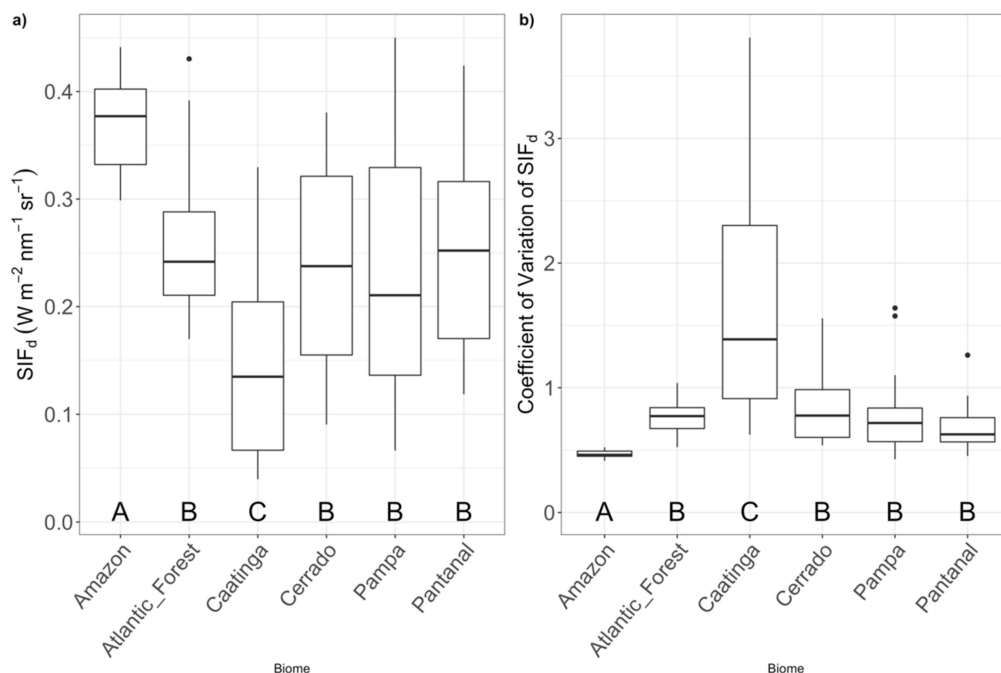 a)
SIFd (W m−2 nm−1 sr−1)
0.4
0.3
0.2
0.1
0.0
A B C B B B
Amazon
Atlantic_Forest
Caatinga
Cerrado
Pampa
Pantanal
Biome
b)
Coefficient of Variation of SIFd
3
2
1
0
A B C B B B
Amazon
Atlantic_Forest
Caatinga
Cerrado
Pampa
Pantanal
Biome